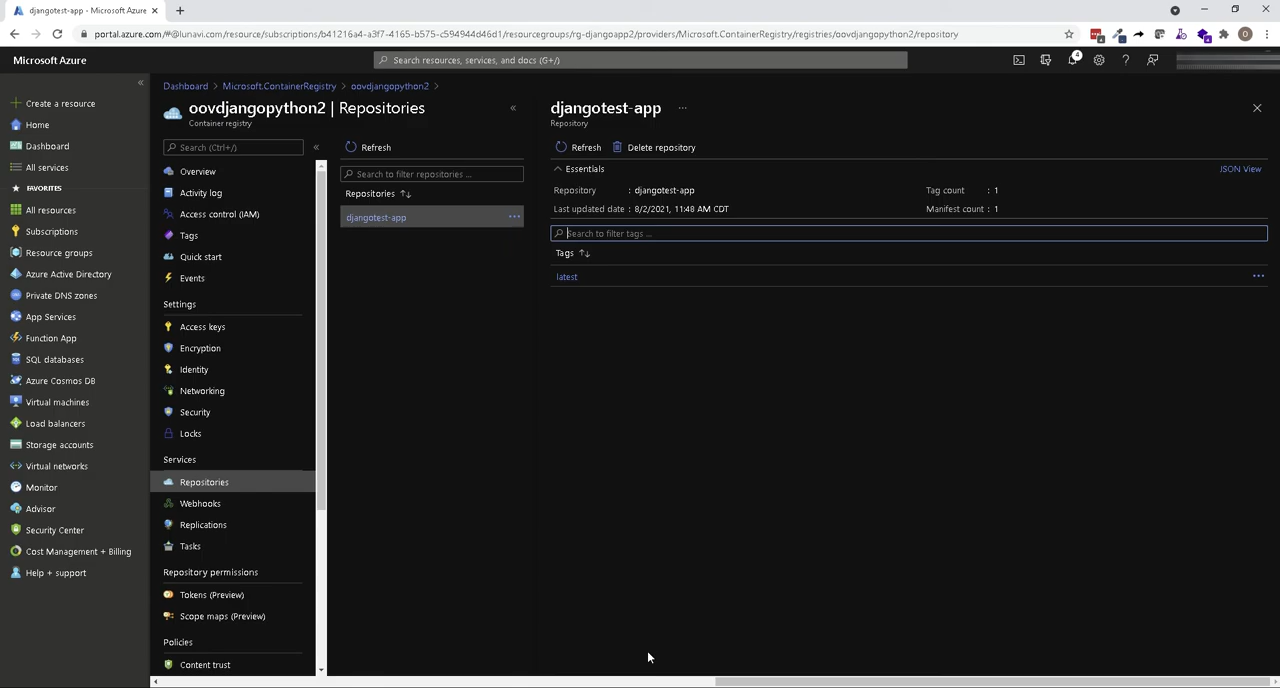 djangotest-app - Microsoft Azure
portal.azure.com/#@lunavi.com/resource/subscriptions/b41216a4-a3f7-4165-b575-c594944d46d1/resourcegroups/rg-djangoapp2/providers/Microsoft.ContainerRegistry/registries/oovdjangopython2/repository
Microsoft Azure
Search resources, services, and docs (G+/)
4
Create a resource
Home
Dashboard
All services
FAVORITES
All resources
Subscriptions
Resource groups
Azure Active Directory
Private DNS zones
App Services
Function App
SQL databases
Azure Cosmos DB
Virtual machines
Load balancers
Storage accounts
Virtual networks
Monitor
Advisor
Security Center
Cost Management + Billing
Help + support
Dashboard > Microsoft.ContainerRegistry > oovdjangopython2 >
oovdjangopython2 | Repositories
Container registry
Search (Ctrl+/)
Overview
Activity log
Access control (IAM)
Tags
Quick start
Events
Settings
Access keys
Encryption
Identity
Networking
Security
Locks
Services
Repositories
Webhooks
Replications
Tasks
Repository permissions
Tokens (Preview)
Scope maps (Preview)
Policies
Content trust
Refresh
Search to filter repositories ...
Repositories
djangotest-app
djangotest-app
Repository
Refresh Delete repository
Essentials JSON View
Repository : djangotest-app Tag count : 1
Last updated date : 8/2/2021, 11:48 AM CDT Manifest count : 1
Search to filter tags ...
Tags
latest